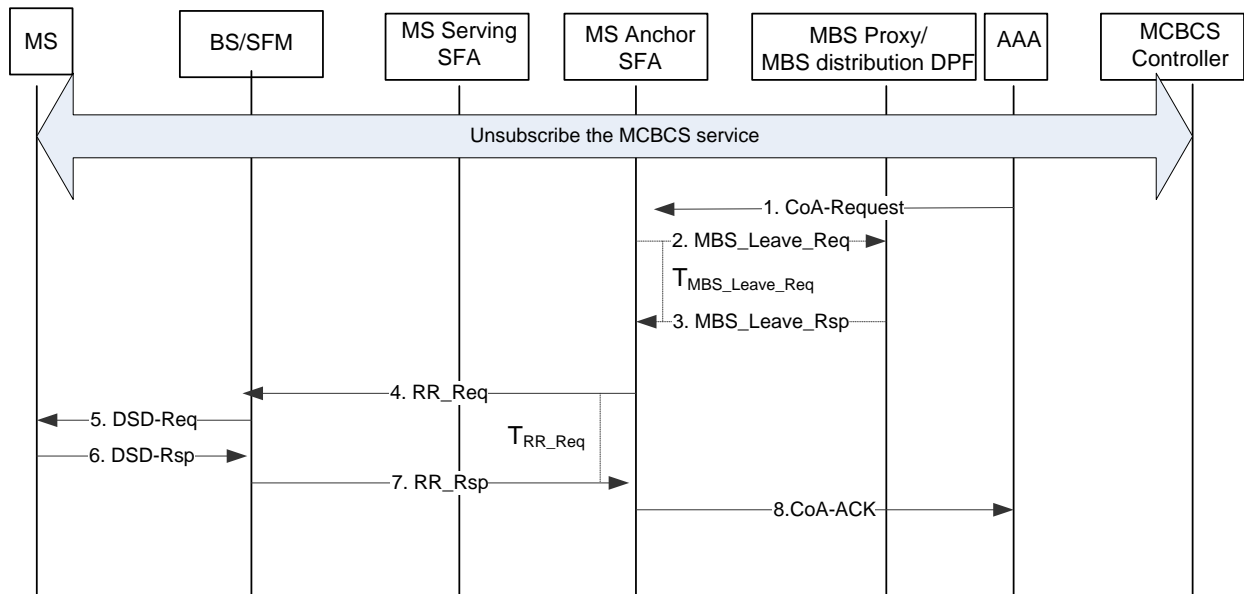 MS
BS/SFM
MS Serving
SFA
MS Anchor
SFA
MBS Proxy/
MBS distribution DPF
AAA
MCBCS
Controller
Unsubscribe the MCBCS service
1. CoA-Request
2. MBS_Leave_Req
TMBS_Leave_Req
3. MBS_Leave_Rsp
4. RR_Req
5. DSD-Req
TRR_Req
6. DSD-Rsp
7. RR_Rsp
8.CoA-ACK